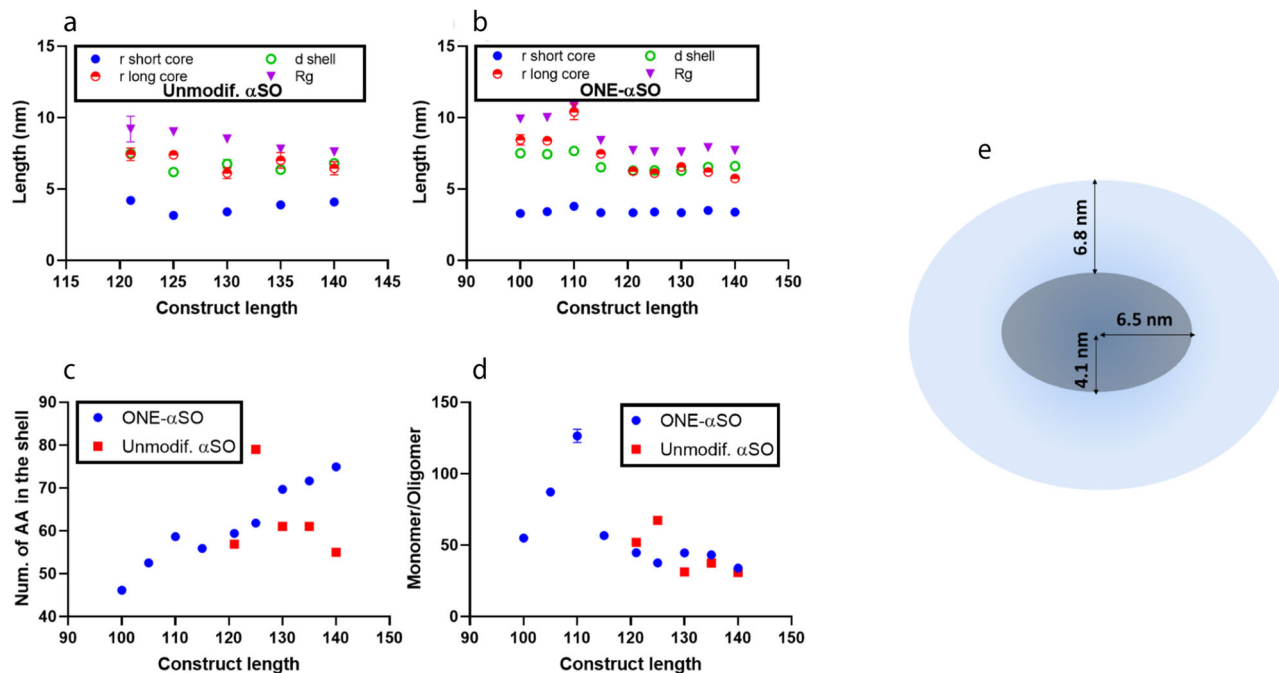 a
15
r short core
d shell
r long core
Rg
Unmodif. αSO
10
5
0
Length (nm)
115 120 125 130 135 140 145
Construct length
b
15
r short core
d shell
r long core
Rg
ONE-αSO
10
5
0
Length (nm)
90 100 110 120 130 140 150
Construct length
c
90
80
70
60
50
40
ONE-αSO
Unmodif. αSO
Num. of AA in the shell
90 100 110 120 130 140 150
Construct length
d
150
100
50
0
ONE-αSO
Unmodif. αSO
Monomer/Oligomer
90 100 110 120 130 140 150
Construct length
e
6.8 nm
6.5 nm
4.1 nm